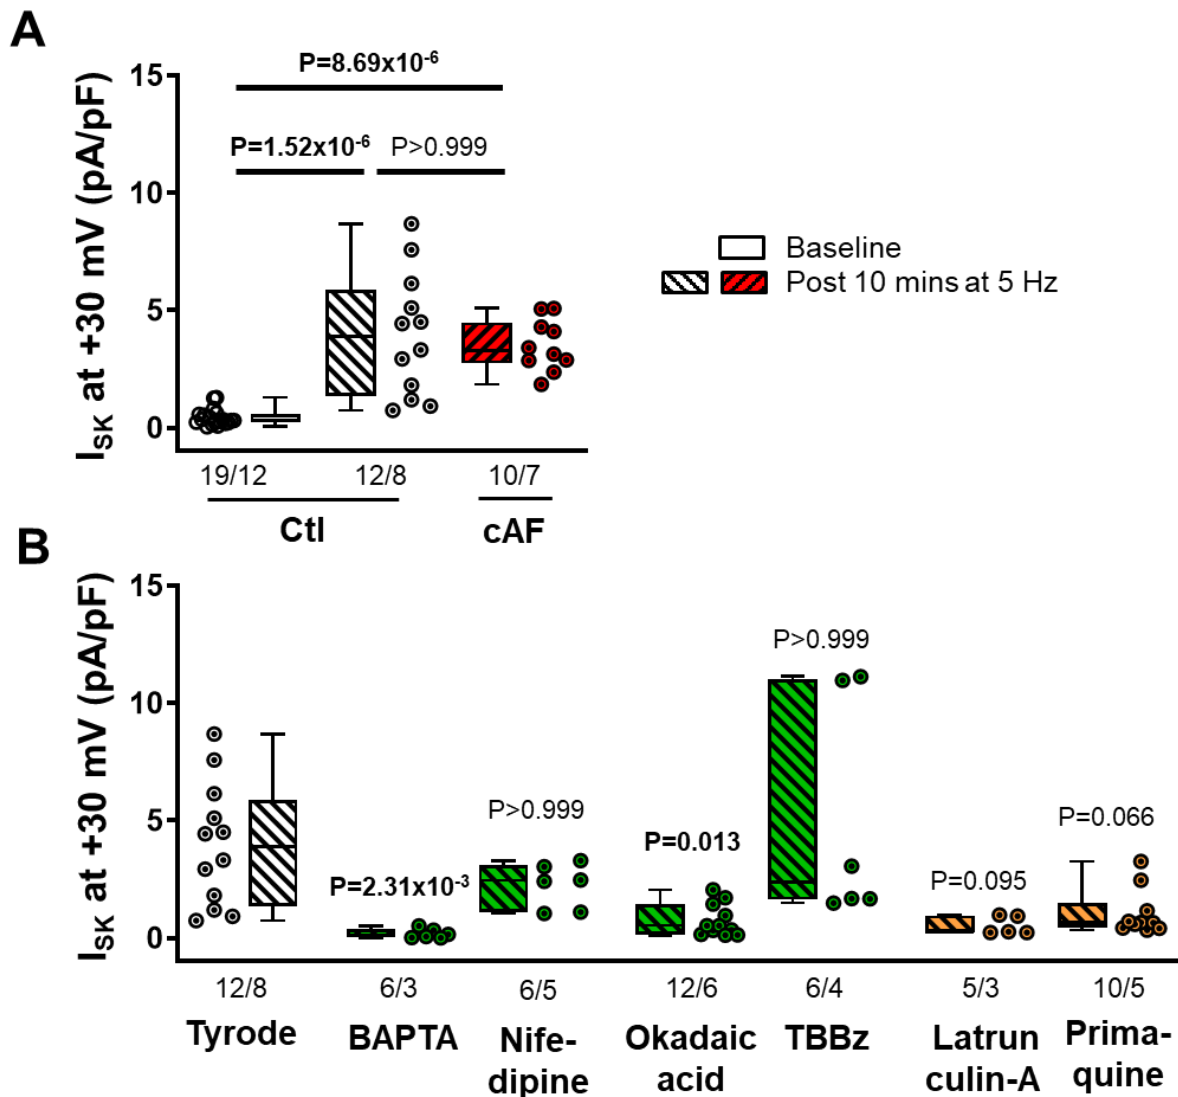 A
P=8.69x10⁻⁶
15
P=1.52x10⁻⁶ P>0.999
10
5
0
I_SK at +30 mV (pA/pF)
Baseline
Post 10 mins at 5 Hz
19/12 12/8 10/7
Ctl cAF
B
15
P>0.999
10
P>0.999
5
P=0.013
P=0.066
P=2.31x10⁻³
P=0.095
0
I_SK at +30 mV (pA/pF)
12/8 6/3 6/5 12/6 6/4 5/3 10/5
Tyrode BAPTA Nife-
dipine Okadaic
acid TBBz Latrun
culin-A Prima-
quine